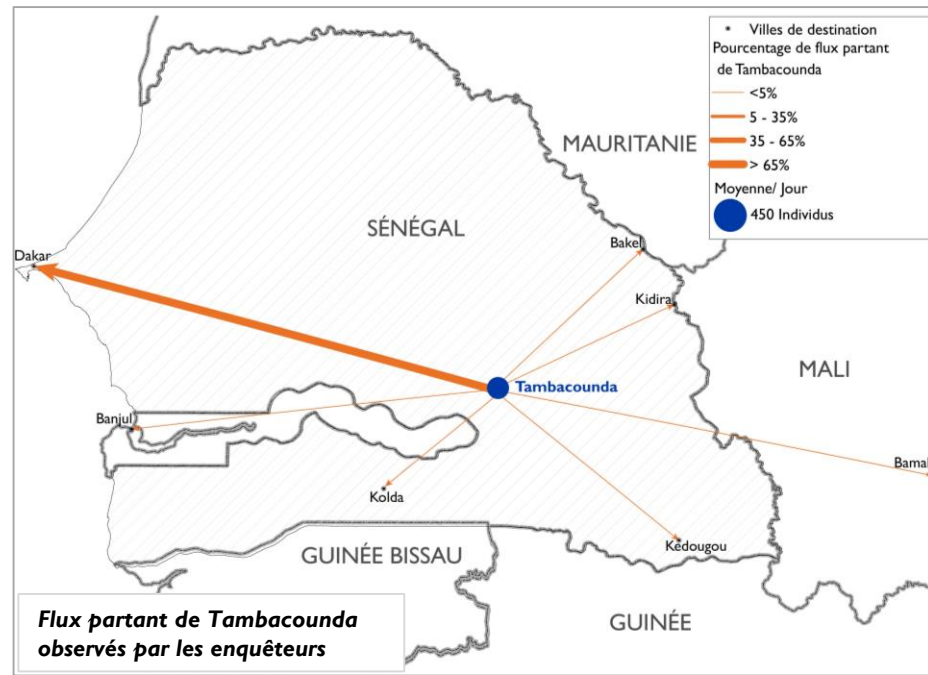 Villes de destination
Pourcentage de flux partant
de Tambacounda
<5%
5 - 35%
35 - 65%
> 65%
Moyenne/ Jour
450 Individus
MAURITANIE
SÉNÉGAL
Dakar
Bakel
Kidira
MALI
Tambacounda
Banjul
Bamak
Kolda
Kédougou
GUINÉE BISSAU
GUINÉE
Flux partant de Tambacounda
observés par les enquêteurs